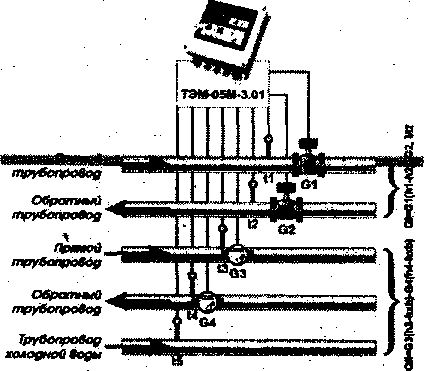 ТЭМ-05М-3.01
трубопровод
t1
G1
Обратный
трубопровод
t2
G2
Прямой
трубопровод
t3
G3
Обратный
трубопровод
t4
G4
Трубопровод
холодной воды
t5